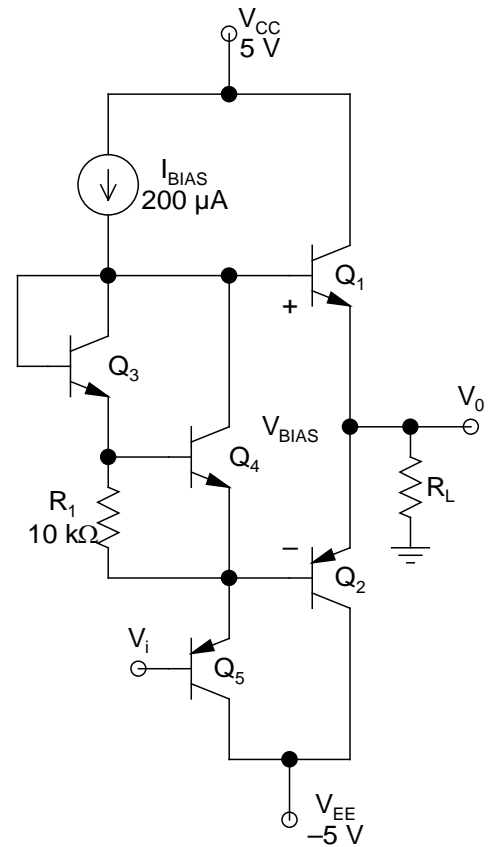 V_CC
5 V
I_BIAS
200 µA
Q_1
+
Q_3
V_0
V_BIAS
Q_4
R_1
10 kΩ
R_L
–
Q_2
V_i
Q_5
V_EE
–5 V